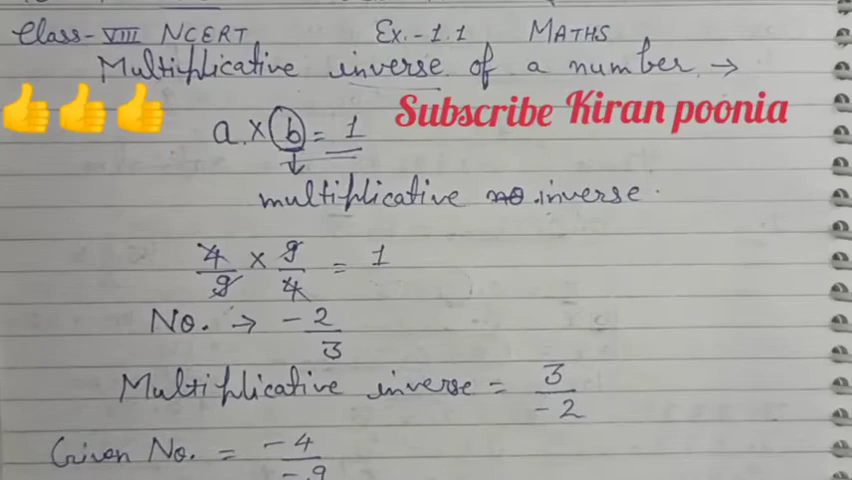 Class-VIII NCERT Ex.-1.1 MATHS
Multiplicative inverse of a number →
Subscribe Kiran poonia
a × b = 1
multiplicative inverse.
4/9 × 9/4 = 1
No. → -2/3
Multiplicative inverse = 3/-2
Given No. = -4/-9